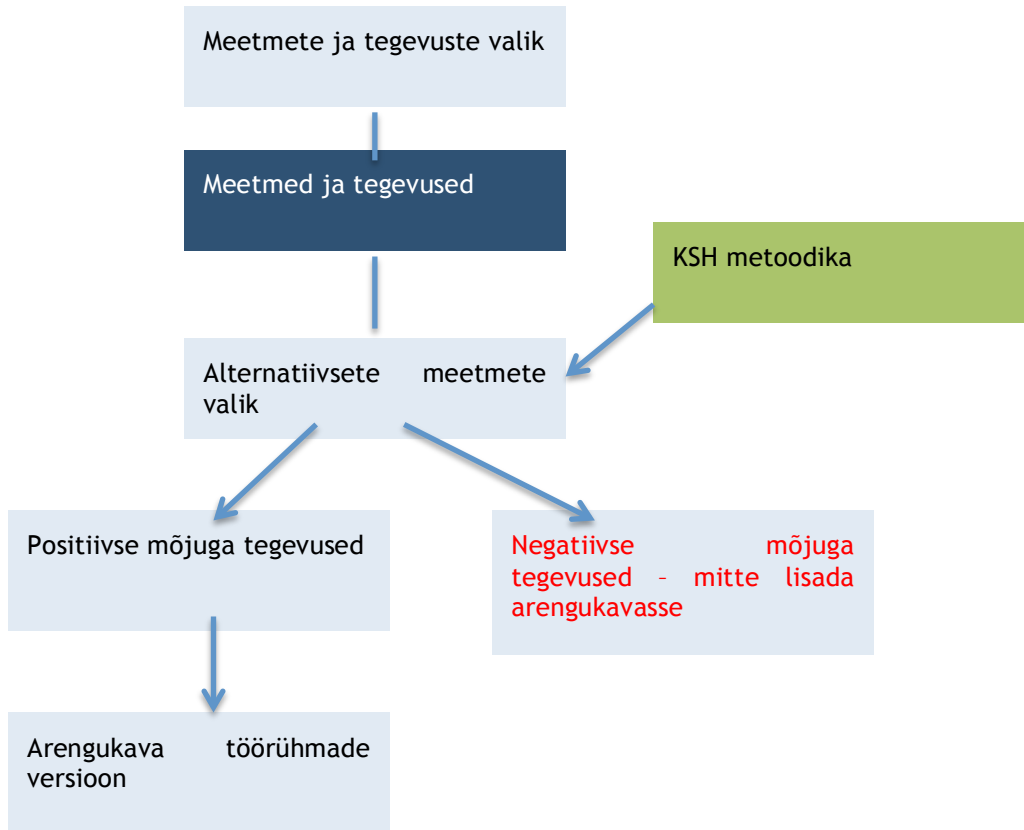 Meetmete ja tegevuste valik
Meetmed ja tegevused
KSH metoodika
Alternatiivsete meetmete
valik
Positiivse mõjuga tegevused
Negatiivse mõjuga
tegevused – mitte lisada
arengukavasse
Arengukava töörühmade
versioon